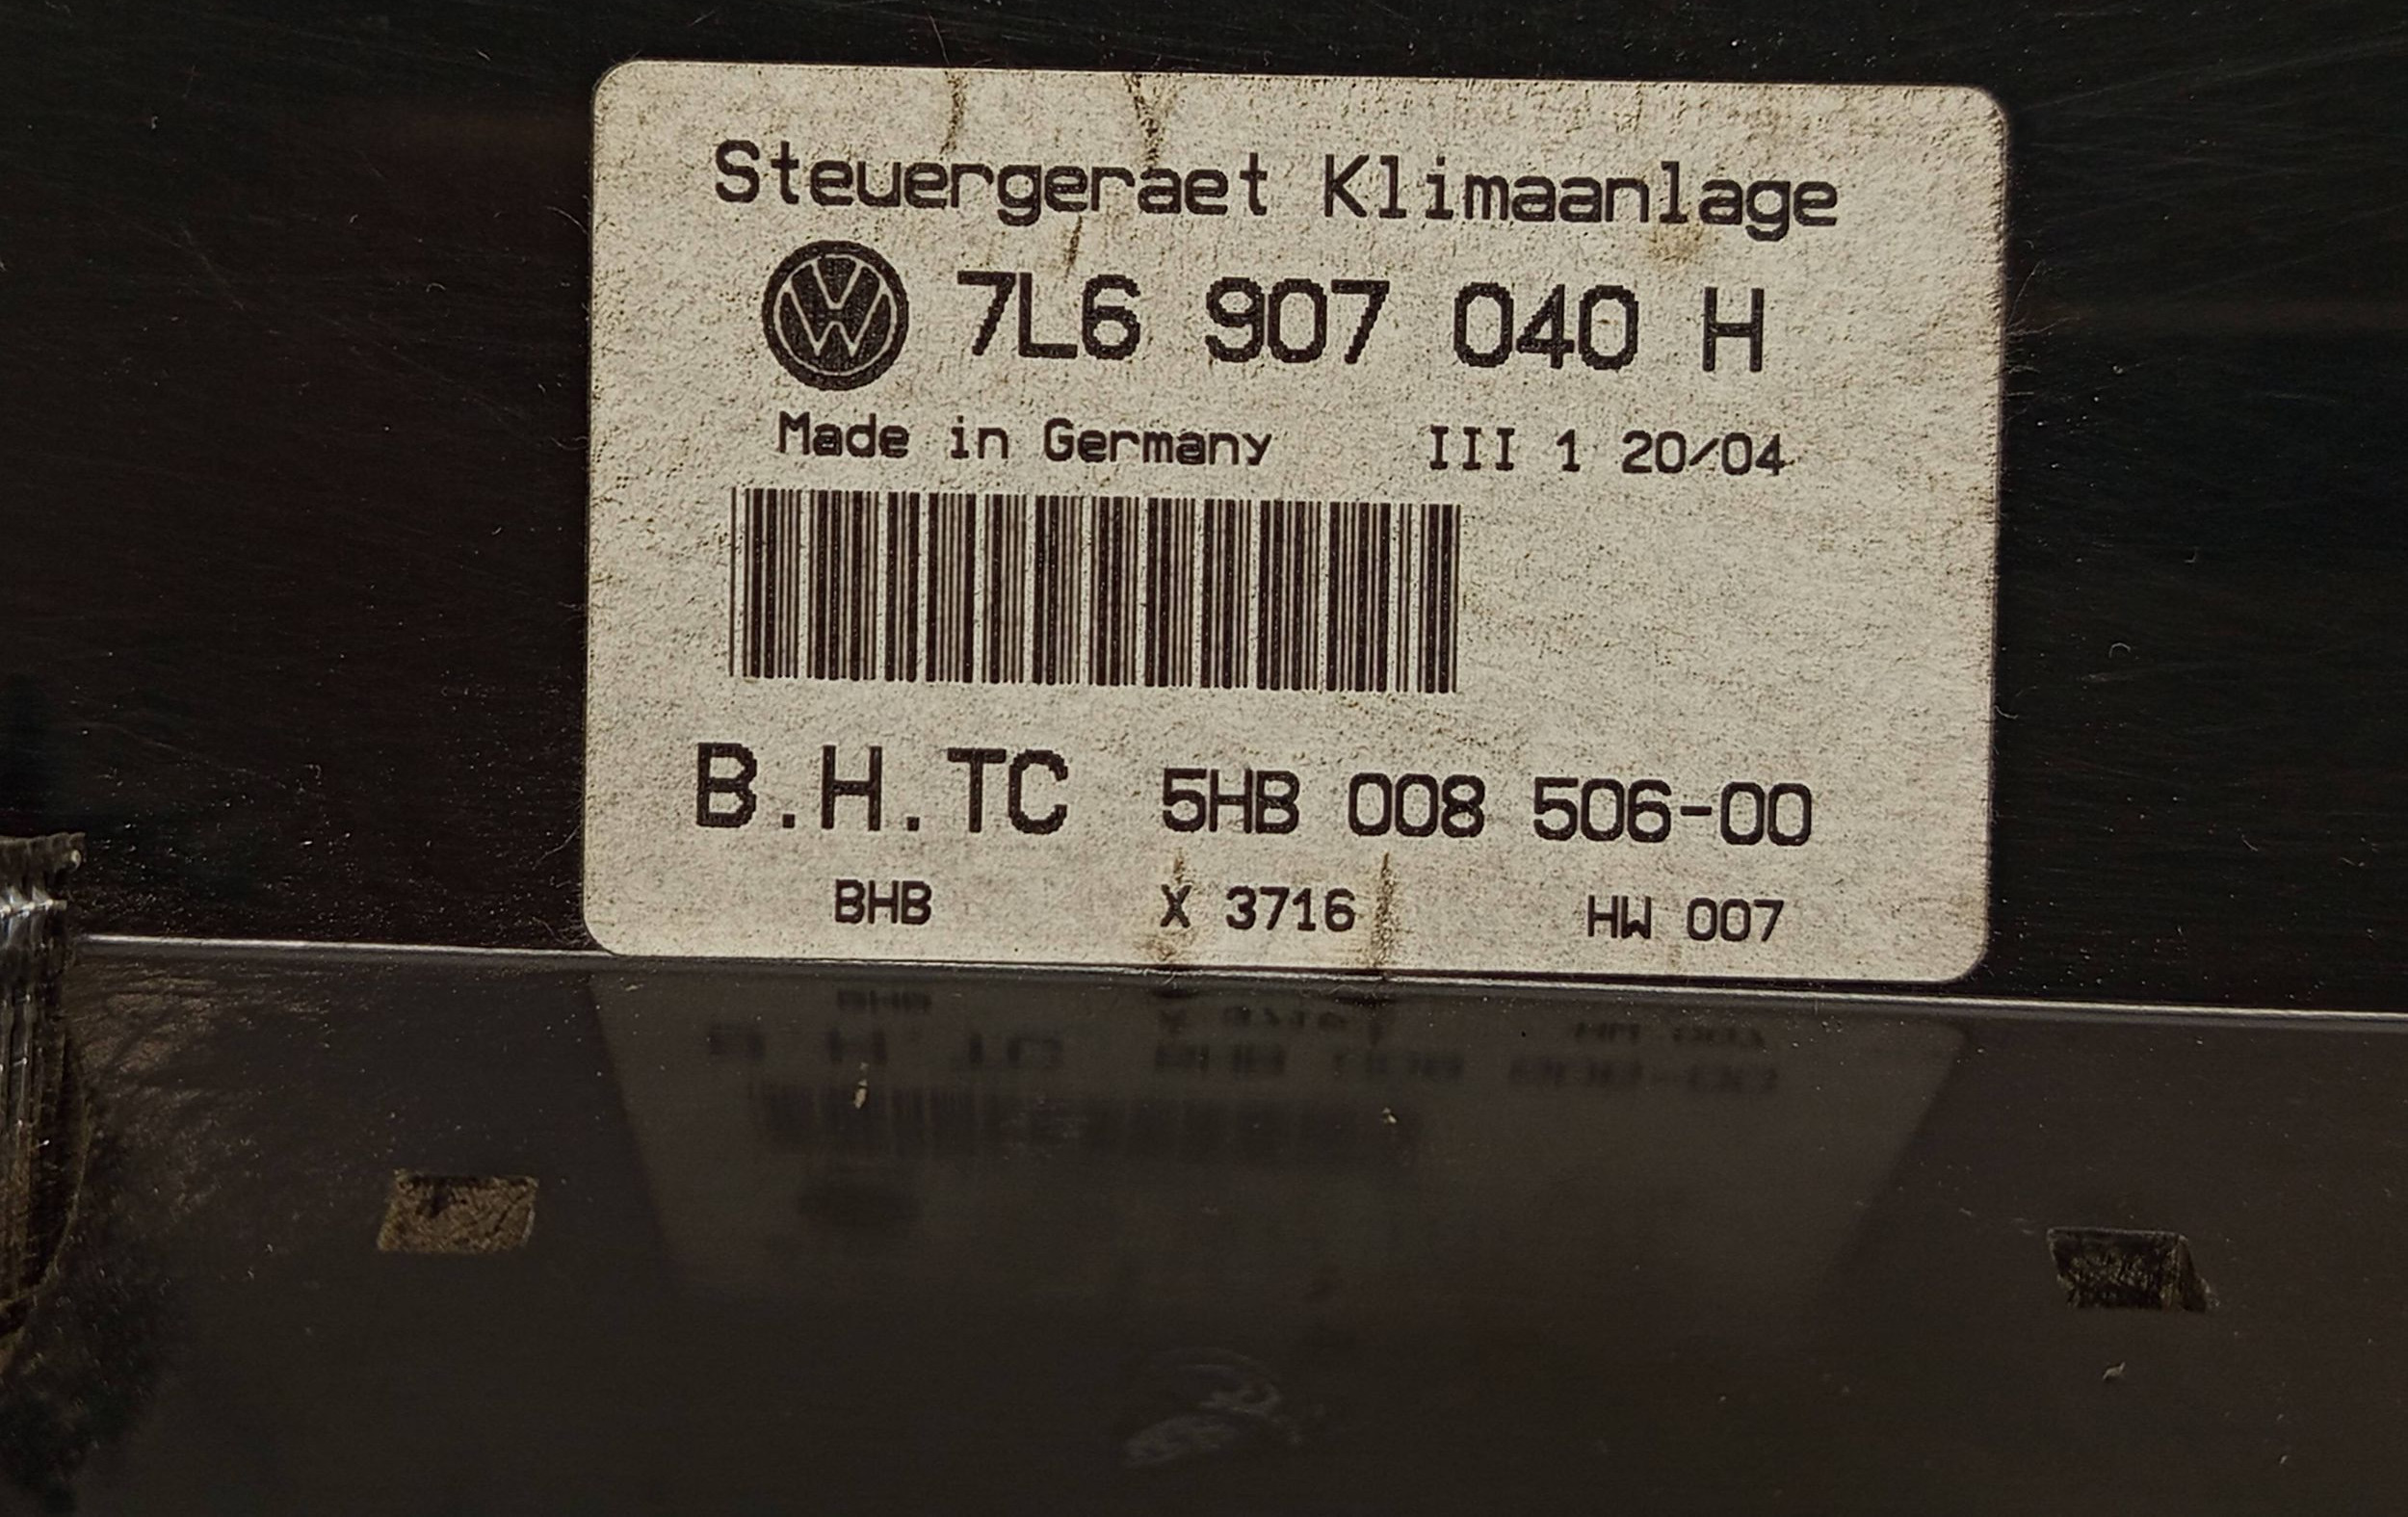 Steuergeraet Klimaanlage
7L6 907 040 H
Made in Germany III 1 20/04
B.H.TC 5HB 008 506-00
BHB X 3716 HW 007